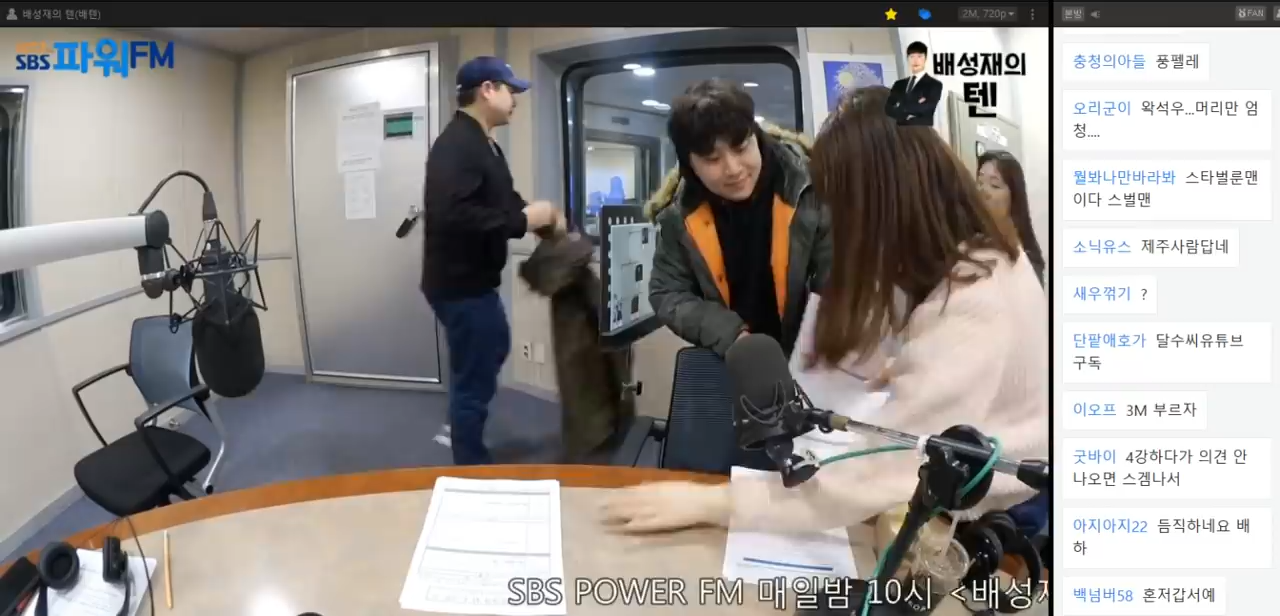 배성재의 텐(배텐)
2M, 720p
본방
FAN
SBS 파워FM
배성재의
텐!
충청의아들 풍펠레
오리군이 왁석우...머리만 엄
청....
뭘봐나만바라봐 스타벌룬맨
이다 스벌맨
소닉유스 제주사람답네
새우꺾기 ?
단팥애호가 달수씨유튜브
구독
이오프 3M 부르자
굿바이 4강하다가 의견 안
나오면 스겜나서
아지아지22 듬직하네요 배
하
백넘버58 혼저갑서예
SBS POWER FM 매일밤 10시 <배성재